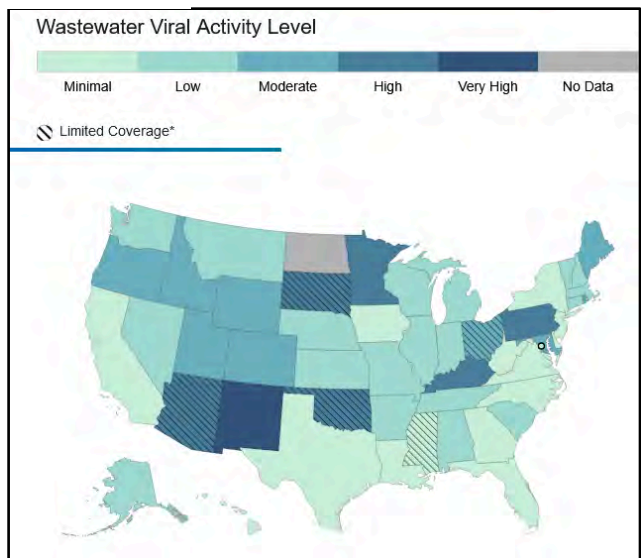 Wastewater Viral Activity Level
Minimal Low Moderate High Very High No Data
Limited Coverage*